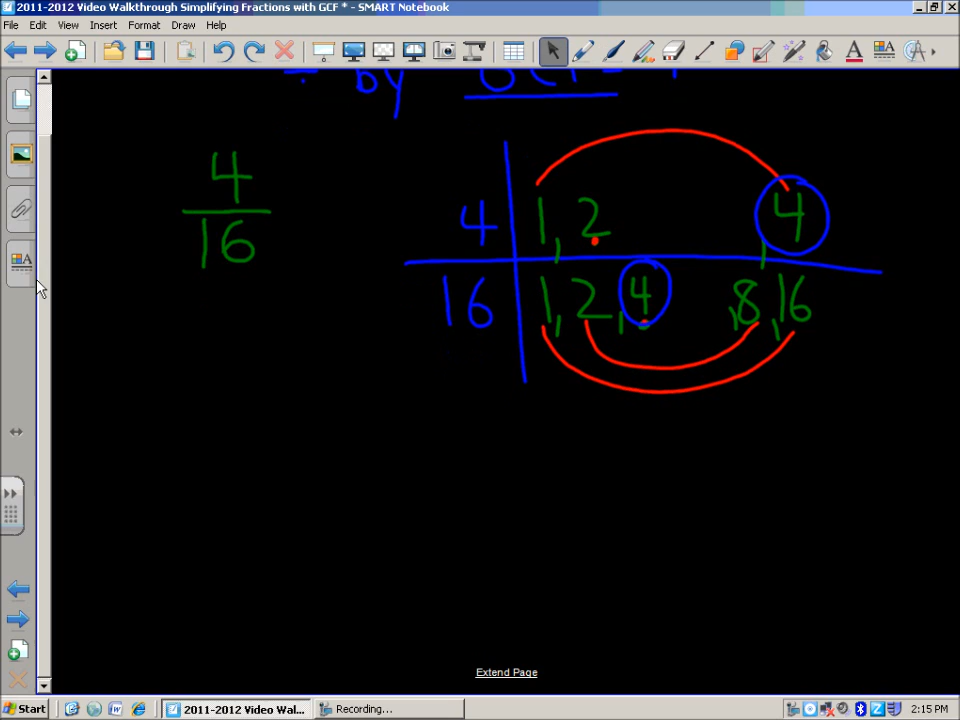 2011-2012 Video Walkthrough Simplifying Fractions with GCF * - SMART Notebook
File Edit View Insert Format Draw Help
÷ by
4
16
4 1, 2 , 4
16 1, 2, 4 ,8,16
Extend Page
Start 2011-2012 Video Wal... Recording... 2:15 PM